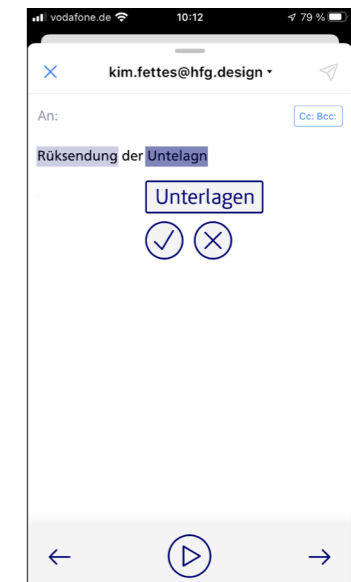 vodafone.de 10:12 79 %
kim.fettes@hfg.design
An: Cc: Bcc:
Rüksendung der Untelagn
Unterlagen